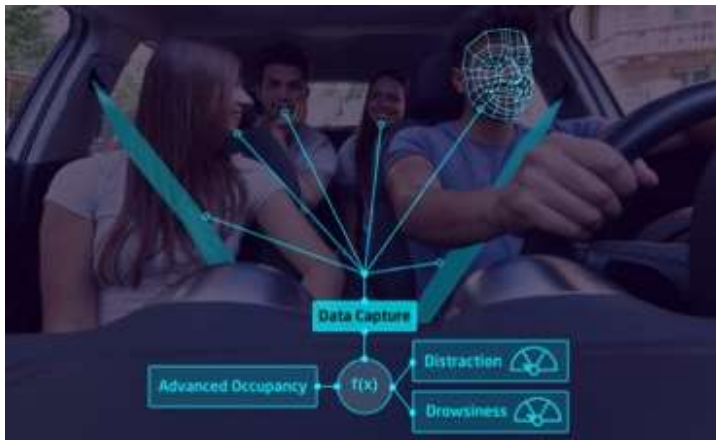 Data Capture
Advanced Occupancy
f(x)
Distraction
Drowsiness